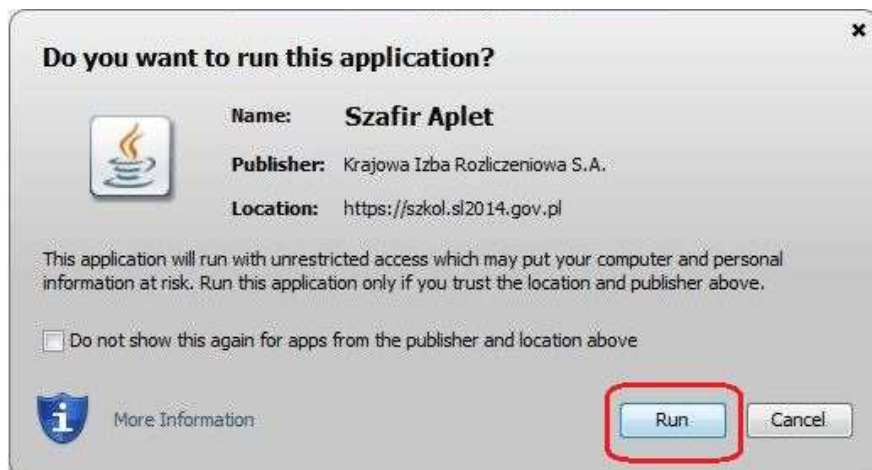 Do you want to run this application?
Name: Szafir Aplet
Publisher: Krajowa Izba Rozliczeniowa S.A.
Location: https://szkol.sl2014.gov.pl
This application will run with unrestricted access which may put your computer and personal
information at risk. Run this application only if you trust the location and publisher above.
Do not show this again for apps from the publisher and location above
More Information Run Cancel